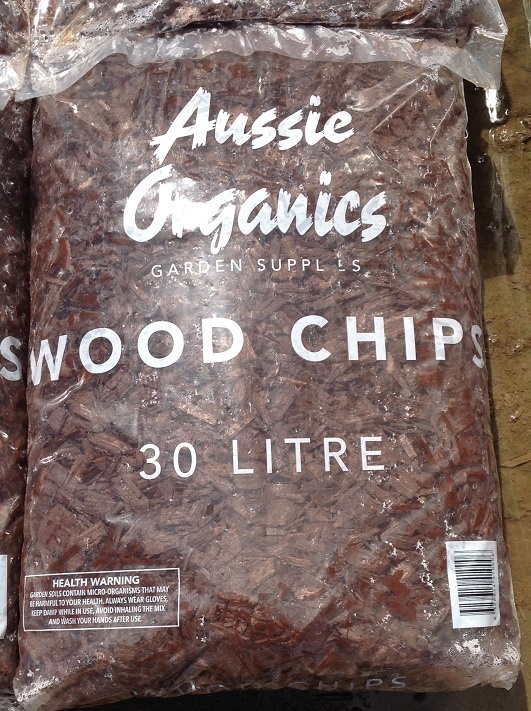 Aussie
Organics
GARDEN SUPPL ES
S WOOD CHIPS
30 LITRE
HEALTH WARNING
GARDEN SOILS CONTAIN MICRO-ORGANISMS THAT MAY
BE HARMFUL TO YOUR HEALTH. ALWAYS WEAR GLOVES,
KEEP DAMP WHILE IN USE, AVOID INHALING THE MIX
AND WASH YOUR HANDS AFTER USE.
CHIPS